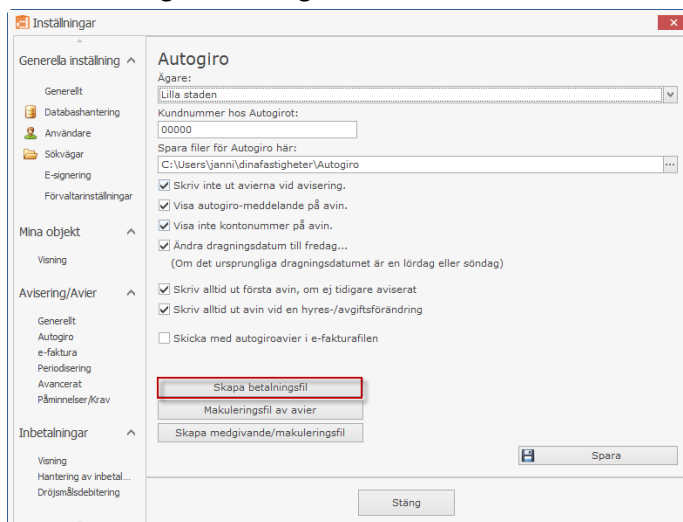 Inställningar
Generella inställning
Generellt
Databashantering
Användare
Sökvägar
E-signering
Förvaltarinställningar
Mina objekt
Visning
Avisering/Avier
Generellt
Autogiro
e-faktura
Periodisering
Avancerat
Påminnelser/Krav
Inbetalningar
Visning
Hantering av inbetal...
Dröjsmålsdebitering
Autogiro
Ägare:
Lilla staden
Kundnummer hos Autogirot:
00000
Spara filer för Autogiro här:
C:\Users\janni\dinafastigheter\Autogiro
...
Skriv inte ut avierna vid avisering.
Visa autogiro-meddelande på avin.
Visa inte kontonummer på avin.
Ändra dragningsdatum till fredag...
(Om det ursprungliga dragningsdatumet är en lördag eller söndag)
Skriv alltid ut första avin, om ej tidigare aviserat
Skriv alltid ut avin vid en hyres-/avgiftsförändring
Skicka med autogiroavier i e-fakturafilen
Skapa betalningsfil
Makuleringsfil av avier
Skapa medgivande/makuleringsfil
Spara
Stäng